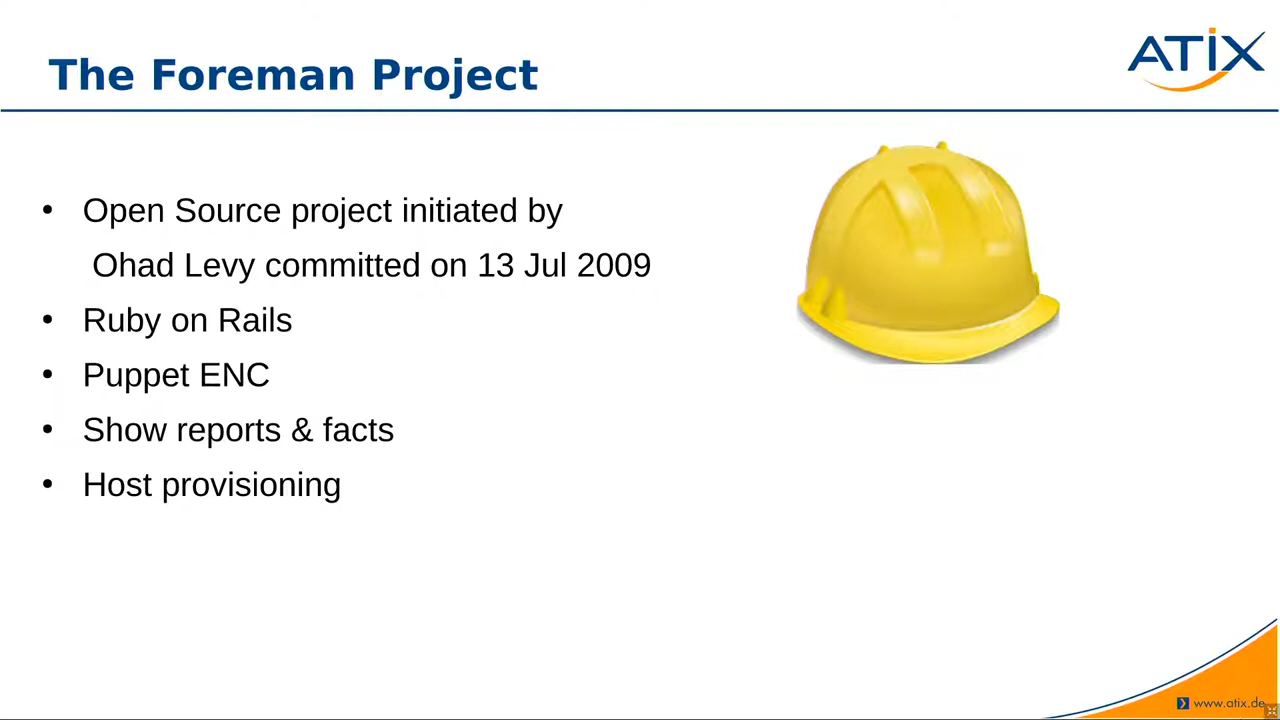 The Foreman Project
ATIX
• Open Source project initiated by
Ohad Levy committed on 13 Jul 2009
• Ruby on Rails
• Puppet ENC
• Show reports & facts
• Host provisioning
www.atix.de